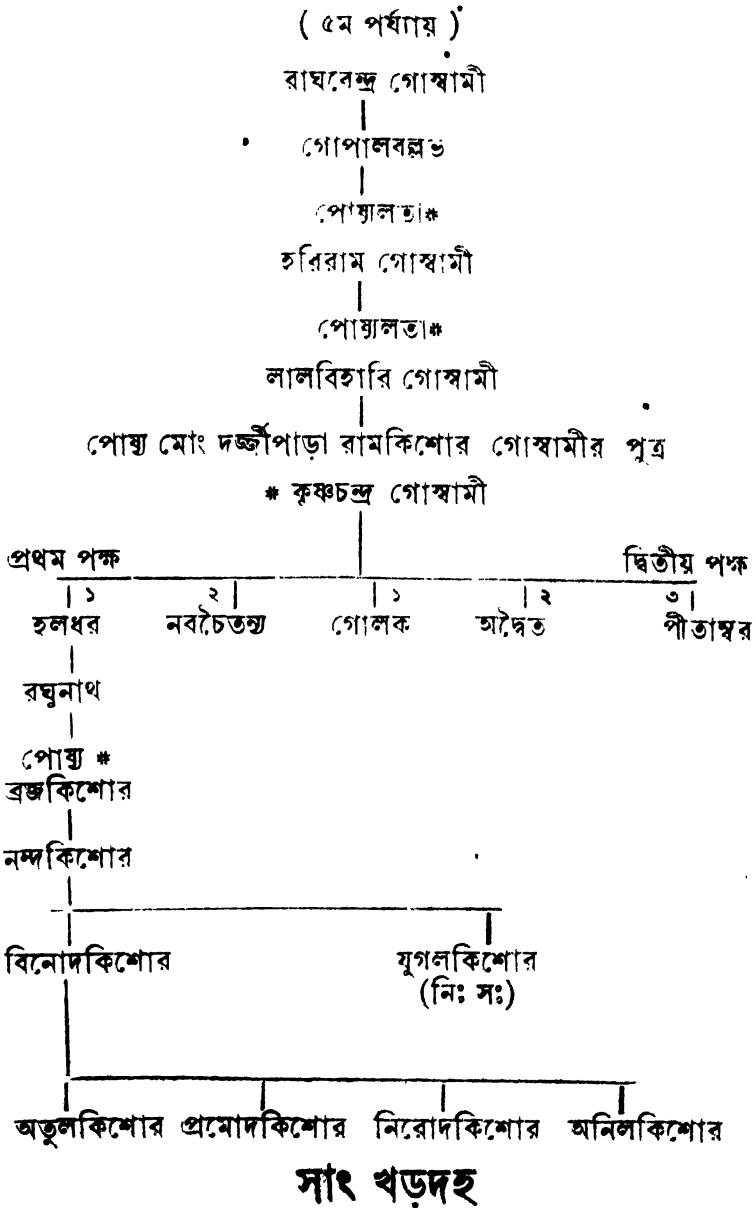 ( ৫ম পর্য্যায় )
রাঘবেন্দ্র গোস্বামী
গোপালবল্লভ
পোষ্যলতা*
হরিরাম গোস্বামী
পোষ্যলতা*
লালবিহারি গোস্বামী
পোষ্য মোং দর্জ্জীপাড়া রামকিশোর গোস্বামীর পুত্র
* কৃষ্ণচন্দ্র গোস্বামী
প্রথম পক্ষ দ্বিতীয় পক্ষ
১ ২ ১ ২ ৩
হলধর নবচৈতন্য গোলক অদ্বৈত পীতাম্বর
রঘুনাথ
পোষ্য *
ব্রজকিশোর
নন্দকিশোর
বিনোদকিশোর যুগলকিশোর
(নিঃ সঃ)
অতুলকিশোর প্রমোদকিশোর নিরোদকিশোর অনিলকিশোর
সাং খড়দহ